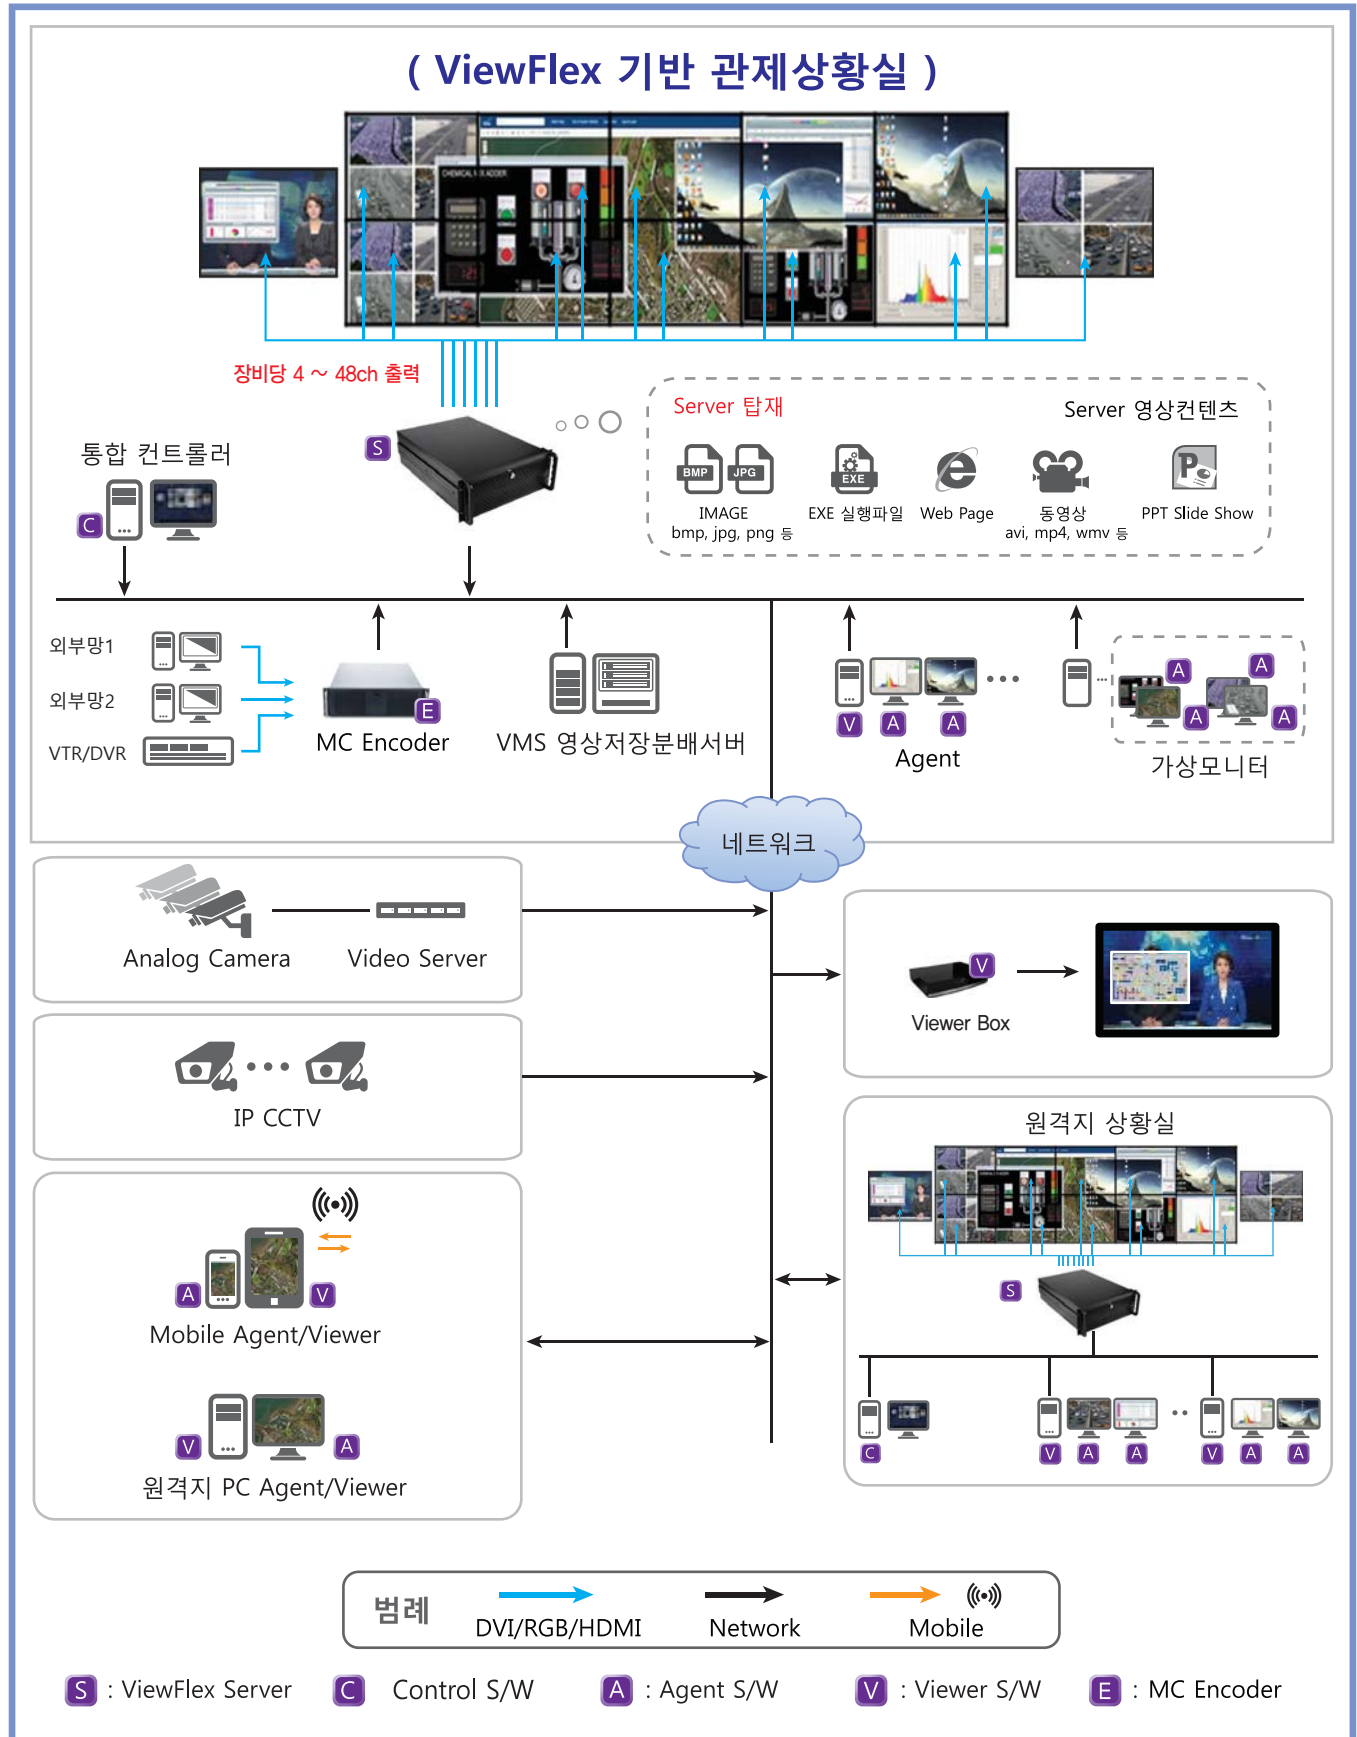 ( ViewFlex 기반 관제상황실 )
CHEMICAL MIX ADDER
장비당 4 ~ 48ch 출력
Server 탑재
Server 영상컨텐츠
통합 컨트롤러
S
C
BMP
JPG
EXE
IMAGE
bmp, jpg, png 등
EXE 실행파일
Web Page
동영상
avi, mp4, wmv 등
PPT Slide Show
외부망1
외부망2
VTR/DVR
E
MC Encoder
VMS 영상저장분배서버
V
A
A
Agent
A
A
A
A
가상모니터
네트워크
Analog Camera
Video Server
V
Viewer Box
IP CCTV
원격지 상황실
A
V
Mobile Agent/Viewer
S
V
A
원격지 PC Agent/Viewer
C
V
A
A
V
A
A
범례
DVI/RGB/HDMI
Network
Mobile
S : ViewFlex Server
C Control S/W
A : Agent S/W
V : Viewer S/W
E : MC Encoder